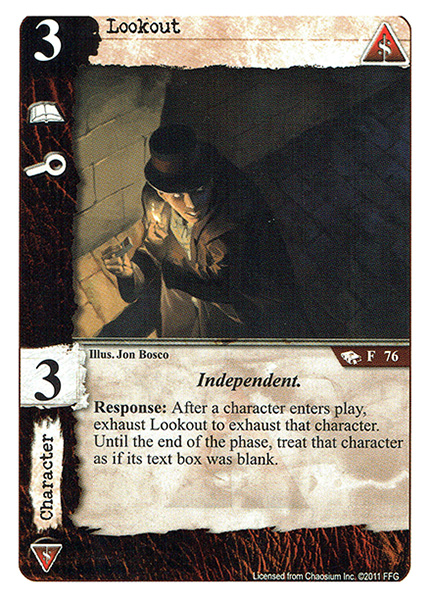 3
Lookout
Illus. Jon Bosco
F 76
3
Independent.
Response: After a character enters play,
exhaust Lookout to exhaust that character.
Until the end of the phase, treat that character
as if its text box was blank.
Character
Licensed from Chaosium Inc. ©2011 FFG